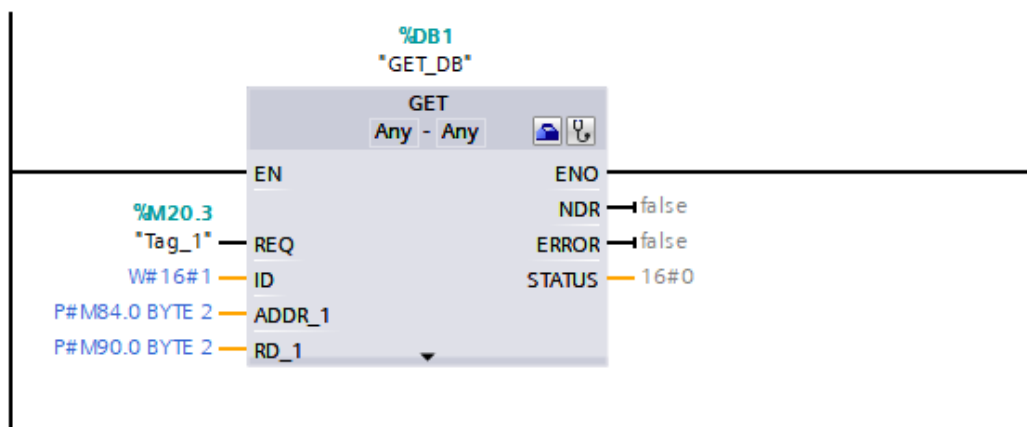 %DB1
"GET_DB"
GET
Any - Any
EN ENO
%M20.3 NDR false
"Tag_1" REQ ERROR false
W#16#1 ID STATUS 16#0
P#M84.0 BYTE 2 ADDR_1
P#M90.0 BYTE 2 RD_1